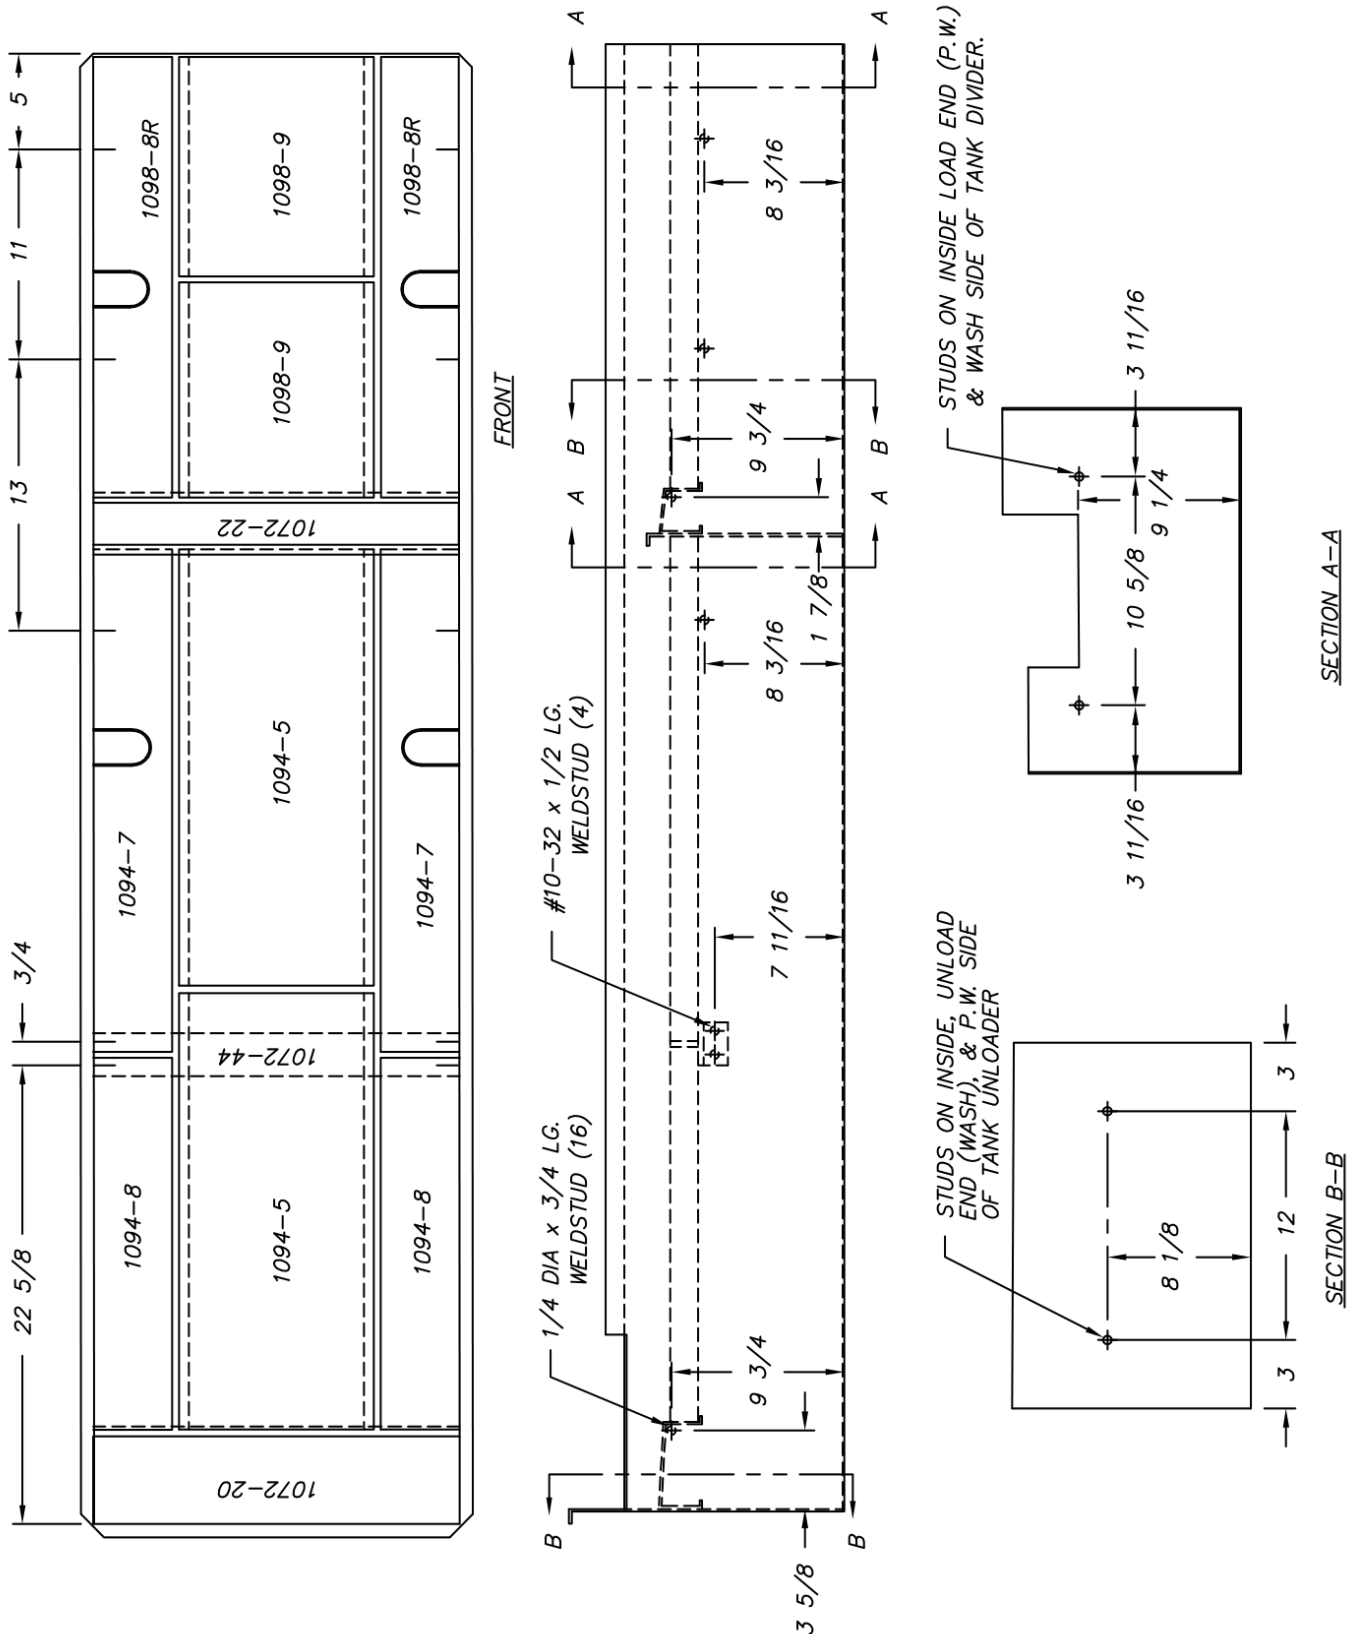 22 5/8
3/4
13
11
5
1094-8
1094-7
1098-8R
1072-20
1094-5
1072-44
1094-5
1072-22
1098-9
1098-9
1094-8
1094-7
1098-8R
FRONT
1/4 DIA x 3/4 LG.
WELDSTUD (16)
#10-32 x 1/2 LG.
WELDSTUD (4)
B
A
B
A
9 3/4
7 11/16
8 3/16
9 3/4
8 3/16
3 5/8
1 7/8
B
A
B
A
STUDS ON INSIDE, UNLOAD
END (WASH), & P.W. SIDE
OF TANK UNLOADER
8 1/8
3
12
3
SECTION B-B
STUDS ON INSIDE LOAD END (P.W.)
& WASH SIDE OF TANK DIVIDER.
3 11/16
10 5/8
3 11/16
9 1/4
SECTION A-A